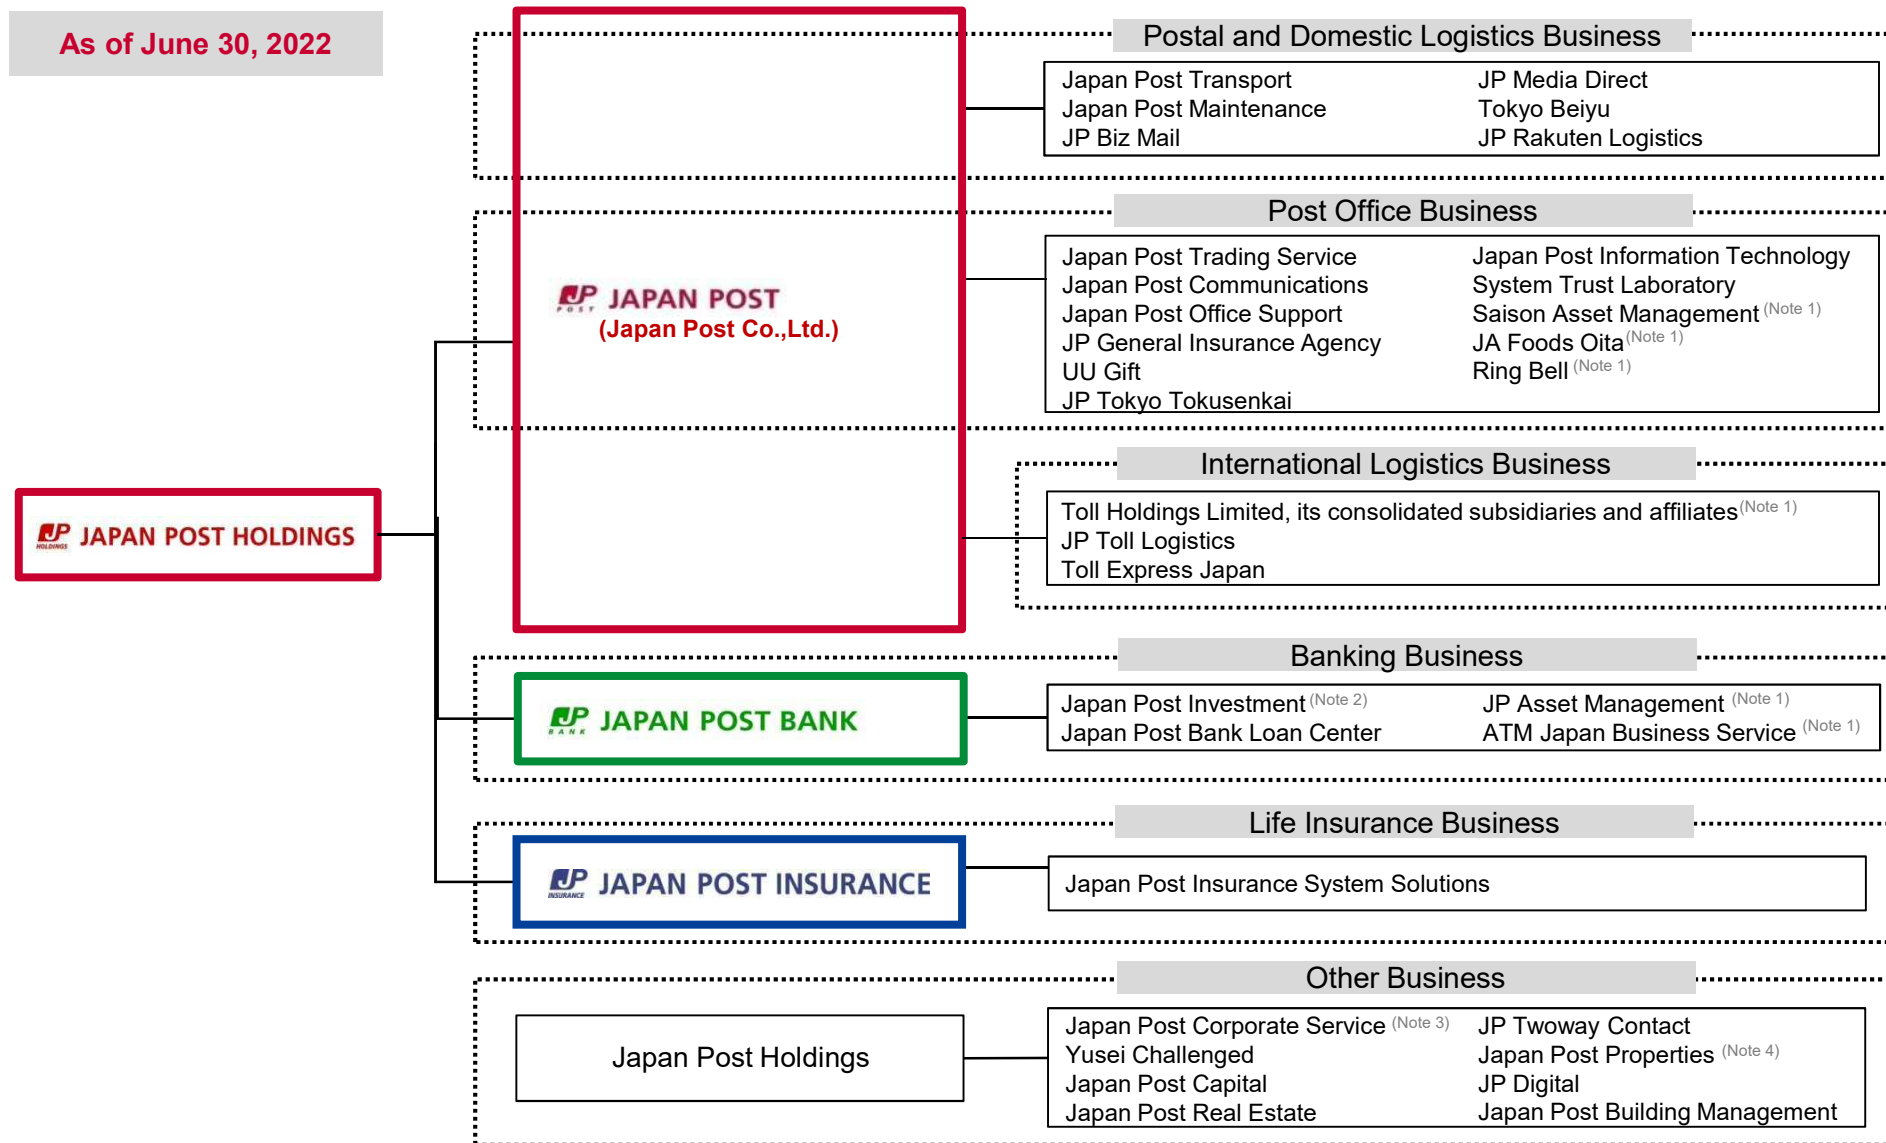 As of June 30, 2022
Postal and Domestic Logistics Business
Japan Post Transport
Japan Post Maintenance
JP Biz Mail
JP Media Direct
Tokyo Beiyu
JP Rakuten Logistics
Post Office Business
Japan Post Trading Service
Japan Post Communications
Japan Post Office Support
JP General Insurance Agency
UU Gift
JP Tokyo Tokusenkai
Japan Post Information Technology
System Trust Laboratory
Saison Asset Management (Note 1)
JA Foods Oita (Note 1)
Ring Bell (Note 1)
JP POST JAPAN POST
(Japan Post Co.,Ltd.)
International Logistics Business
Toll Holdings Limited, its consolidated subsidiaries and affiliates (Note 1)
JP Toll Logistics
Toll Express Japan
JP HOLDINGS JAPAN POST HOLDINGS
Banking Business
JP BANK JAPAN POST BANK
Japan Post Investment (Note 2)
Japan Post Bank Loan Center
JP Asset Management (Note 1)
ATM Japan Business Service (Note 1)
Life Insurance Business
JP INSURANCE JAPAN POST INSURANCE
Japan Post Insurance System Solutions
Other Business
Japan Post Holdings
Japan Post Corporate Service (Note 3)
Yusei Challenged
Japan Post Capital
Japan Post Real Estate
JP Twoway Contact
Japan Post Properties (Note 4)
JP Digital
Japan Post Building Management